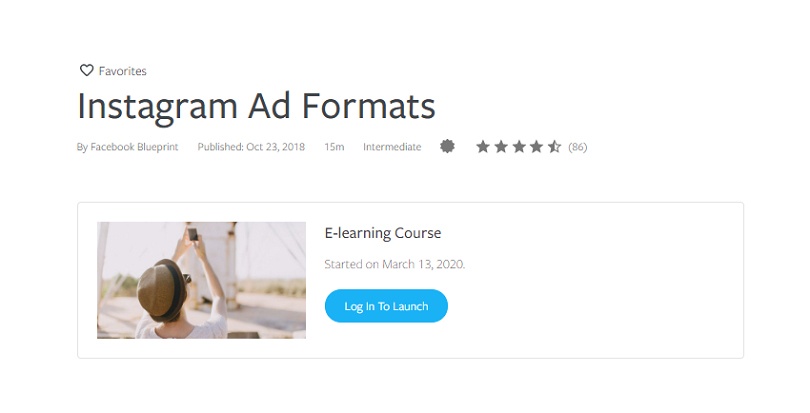 Favorites
Instagram Ad Formats
By Facebook Blueprint Published: Oct 23, 2018 15m Intermediate (86)
E-learning Course
Started on March 13, 2020.
Log In To Launch